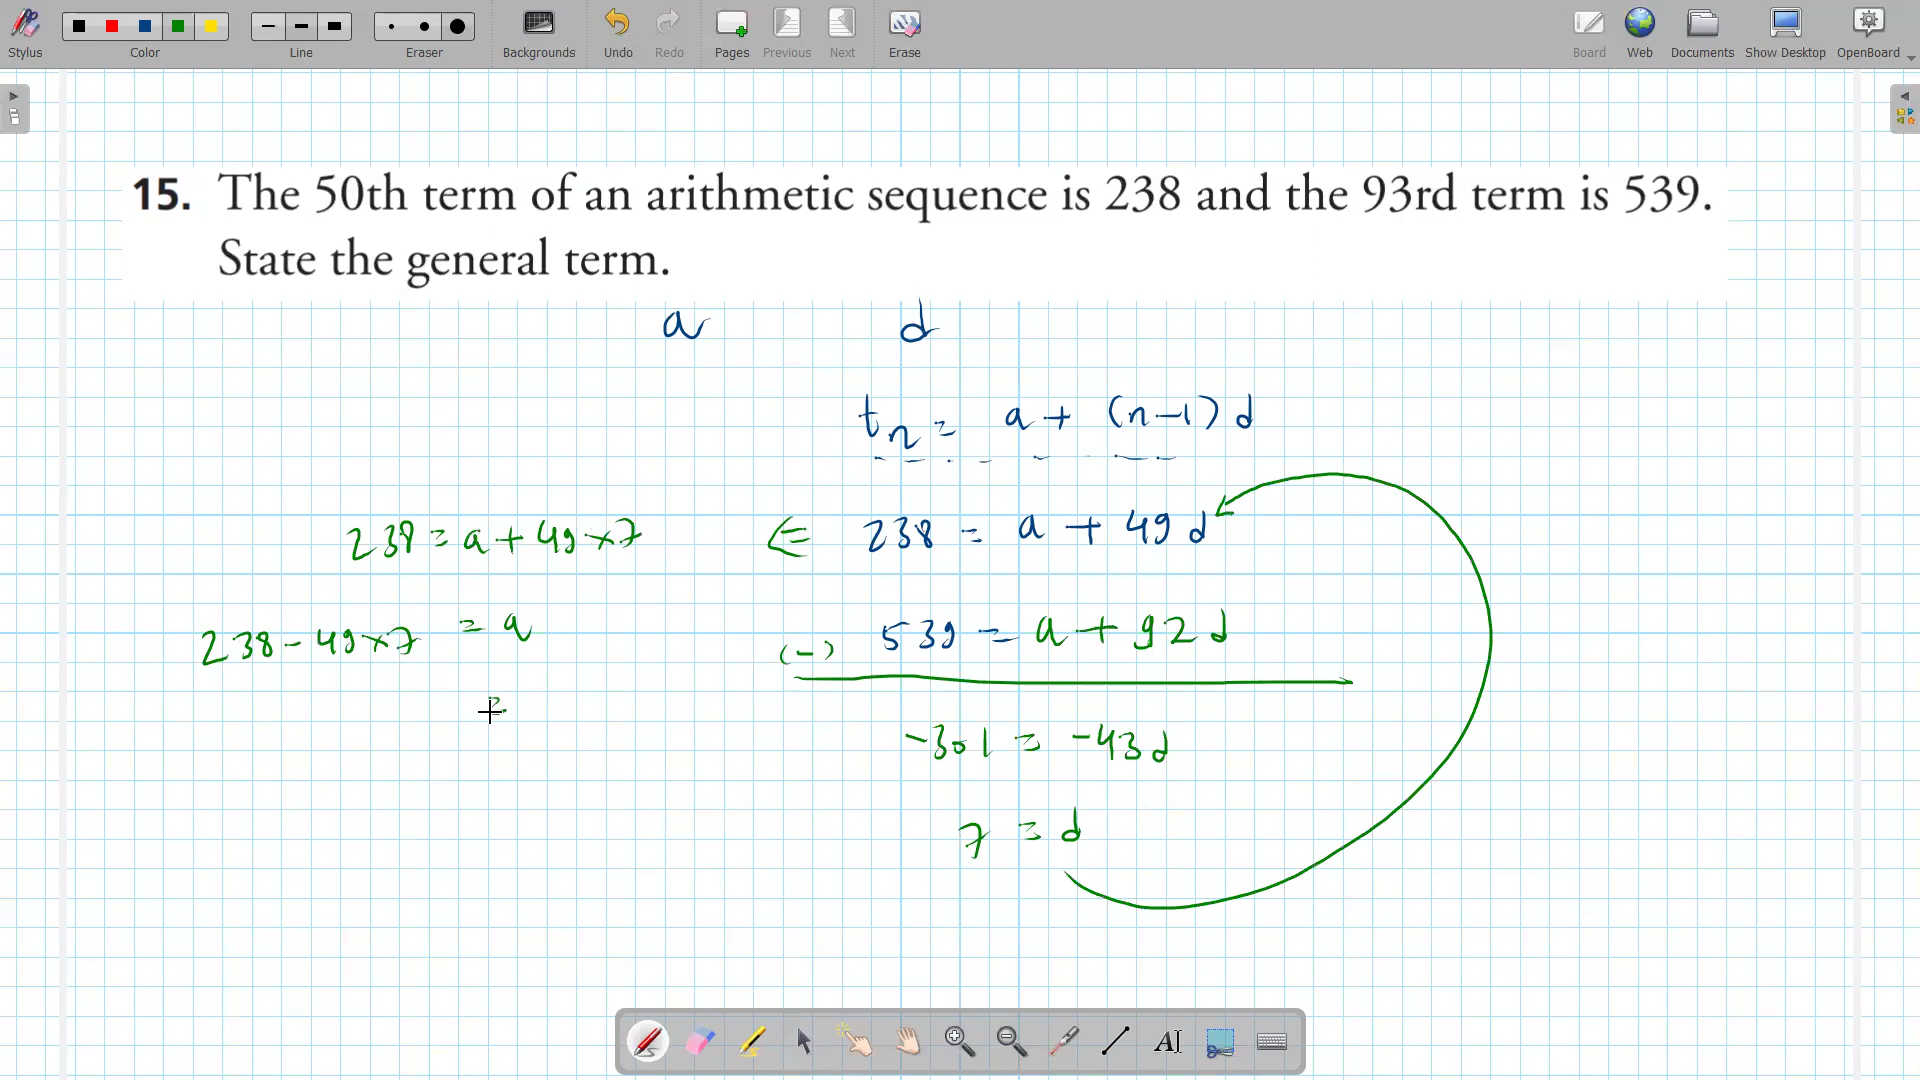 Stylus Color Line Eraser Backgrounds Undo Redo Pages Previous Next Erase Board Web Documents Show Desktop OpenBoard
15. The 50th term of an arithmetic sequence is 238 and the 93rd term is 539.
State the general term.
a d
tn = a + (n-1) d
238 = a + 49 × 7 ⇐ 238 = a + 49 d
238 - 49 × 7 = a
(-) 539 = a + 92 d
-301 = -43 d
7 = d